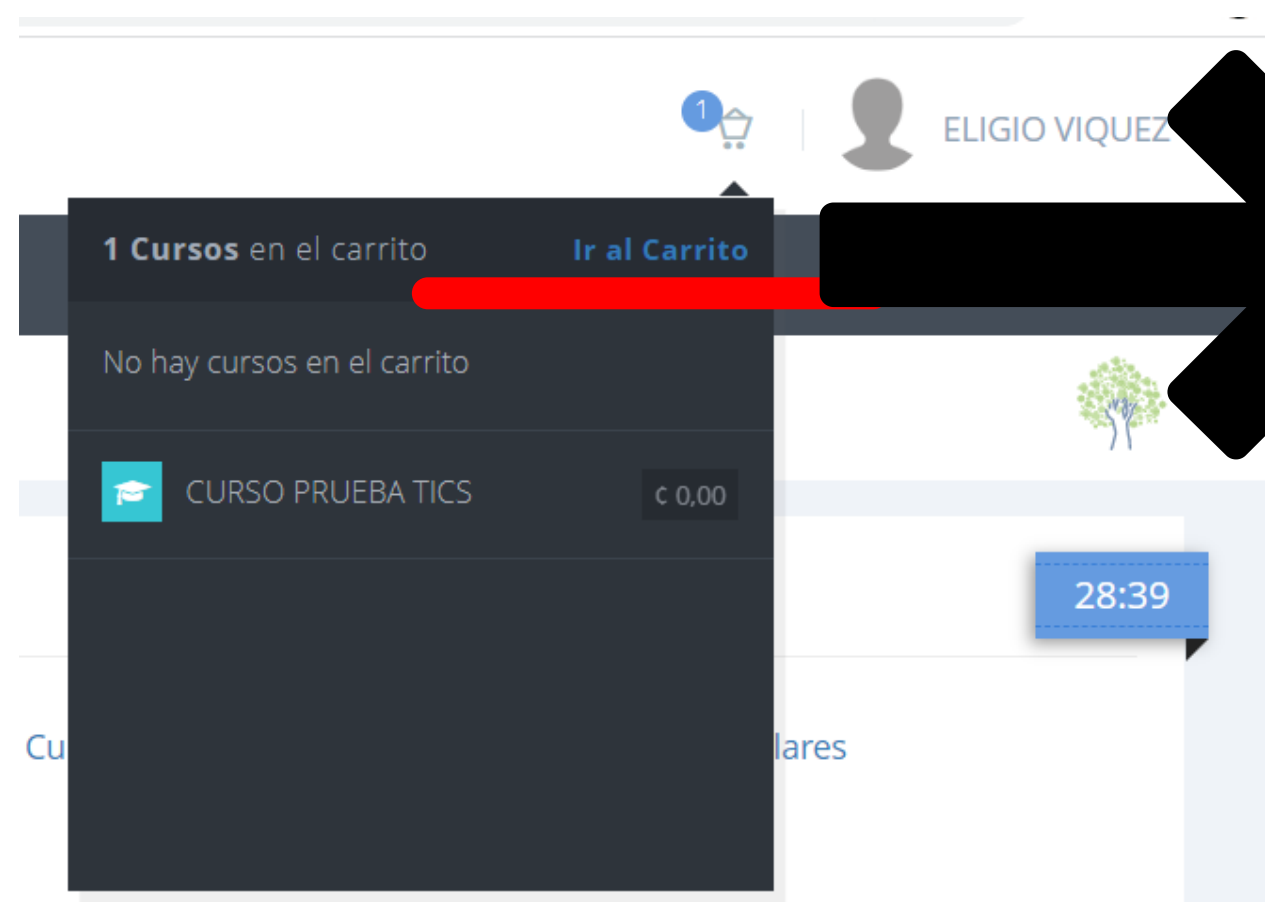 1
ELIGIO VIQUEZ
1 Cursos en el carrito
Ir al Carrito
No hay cursos en el carrito
CURSO PRUEBA TICS
₡ 0,00
28:39